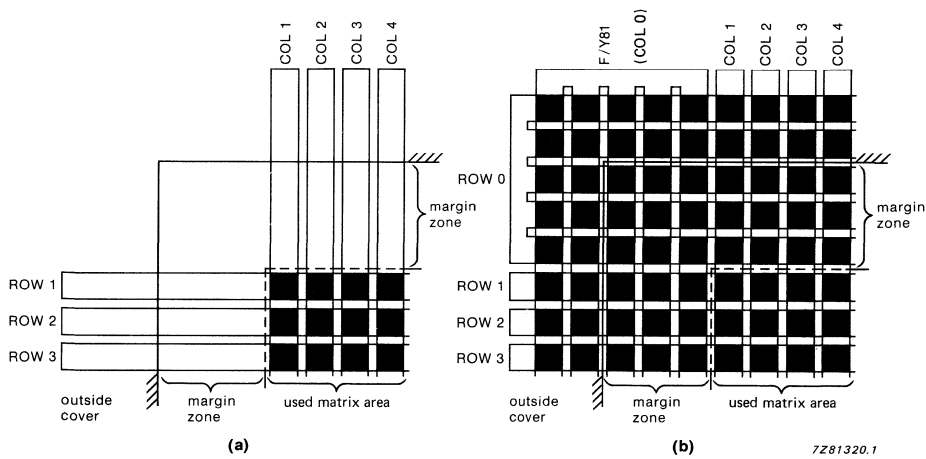 COL 1
COL 2
COL 3
COL 4
margin
zone
ROW 1
ROW 2
ROW 3
outside
cover
margin
zone
used matrix area
(a)
F/Y81
(COL 0)
COL 1
COL 2
COL 3
COL 4
ROW 0
margin
zone
ROW 1
ROW 2
ROW 3
outside
cover
margin
zone
used matrix area
(b)
7Z81320.1